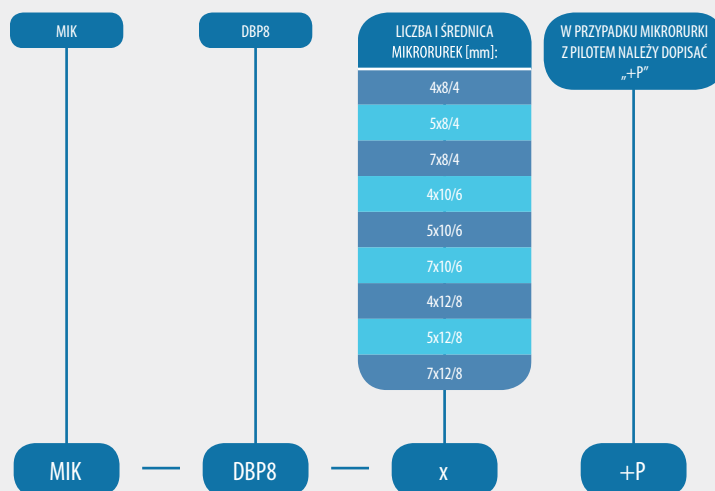 MIK
DBP8
LICZBA I ŚREDNICA
MIKRORUREK [mm]:
4x8/4
5x8/4
7x8/4
4x10/6
5x10/6
7x10/6
4x12/8
5x12/8
7x12/8
W PRZYPADKU MIKRORURKI
Z PILOTEM NALEŻY DOPISAĆ
„+P”
MIK — DBP8 — x +P